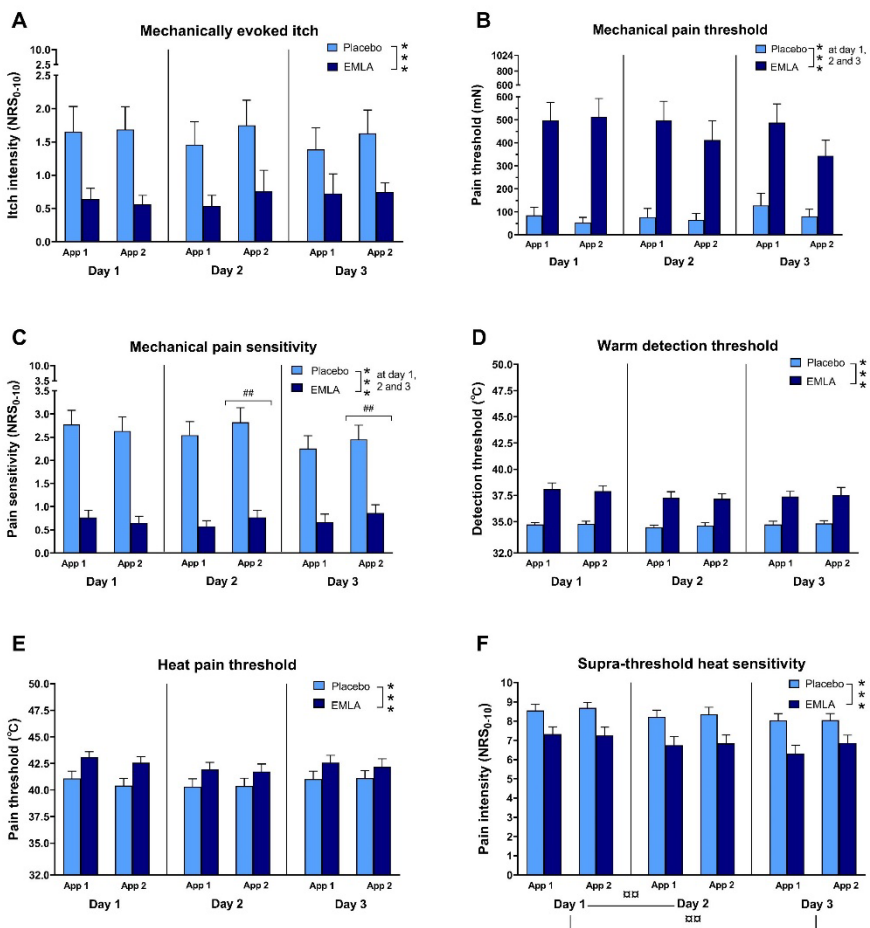 A
Mechanically evoked itch
Placebo
EMLA
***
Itch intensity (NRS0-10)
10.0
2.5
2.5
2.0
1.5
1.0
0.5
0.0
App 1 App 2 App 1 App 2 App 1 App 2
Day 1 Day 2 Day 3
B
Mechanical pain threshold
Placebo
EMLA
*** at day 1,
2 and 3
Pain threshold (mN)
1024
800
600
600
500
400
300
200
100
0
App 1 App 2 App 1 App 2 App 1 App 2
Day 1 Day 2 Day 3
C
Mechanical pain sensitivity
Placebo
EMLA
*** at day 1,
2 and 3
## ##
Pain sensitivity (NRS0-10)
10.0
3.5
3.5
3.0
2.5
2.0
1.5
1.0
0.5
0.0
App 1 App 2 App 1 App 2 App 1 App 2
Day 1 Day 2 Day 3
D
Warm detection threshold
Placebo
EMLA
***
Detection threshold (°C)
50.0
47.5
45.0
42.5
40.0
37.5
35.0
32.0
App 1 App 2 App 1 App 2 App 1 App 2
Day 1 Day 2 Day 3
E
Heat pain threshold
Placebo
EMLA
***
Pain threshold (°C)
50.0
47.5
45.0
42.5
40.0
37.5
35.0
32.0
App 1 App 2 App 1 App 2 App 1 App 2
Day 1 Day 2 Day 3
F
Supra-threshold heat sensitivity
Placebo
EMLA
***
Pain intensity (NRS0-10)
10
9
8
7
6
5
4
3
2
1
0
App 1 App 2 App 1 App 2 App 1 App 2
Day 1 ¤¤ Day 2 Day 3
¤¤